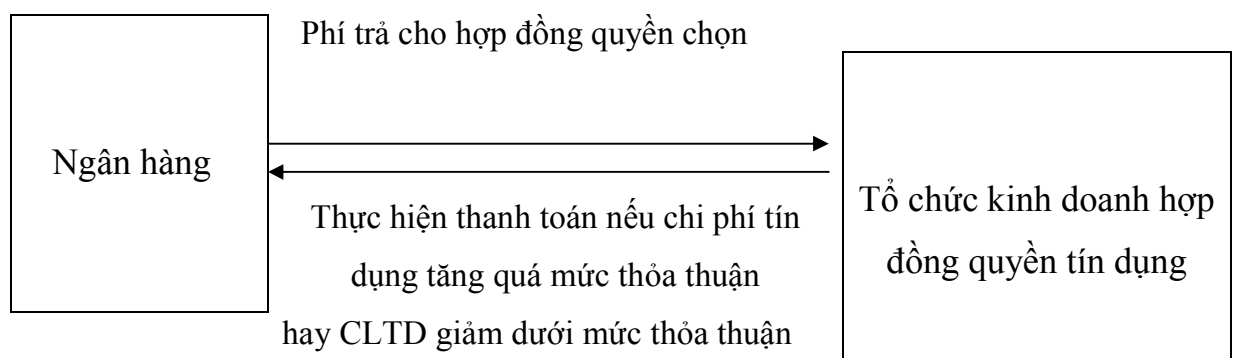 Phí trả cho hợp đồng quyền chọn
Ngân hàng
Thực hiện thanh toán nếu chi phí tín
dụng tăng quá mức thỏa thuận
hay CLTD giảm dưới mức thỏa thuận
Tổ chức kinh doanh hợp
đồng quyền tín dụng